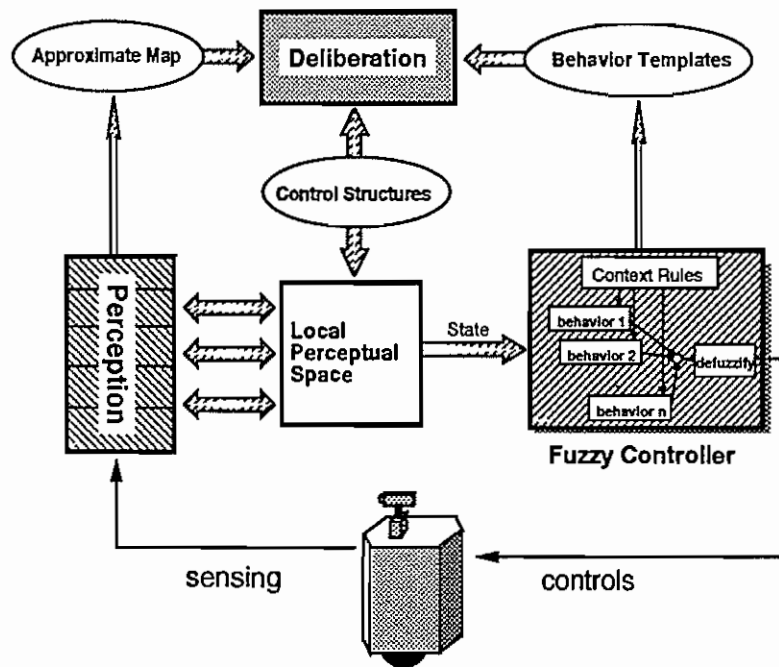 Approximate Map
Deliberation
Behavior Templates
Control Structures
Perception
Local
Perceptual
Space
State
Context Rules
behavior 1
behavior 2
behavior n
defuzzify
Fuzzy Controller
sensing
controls